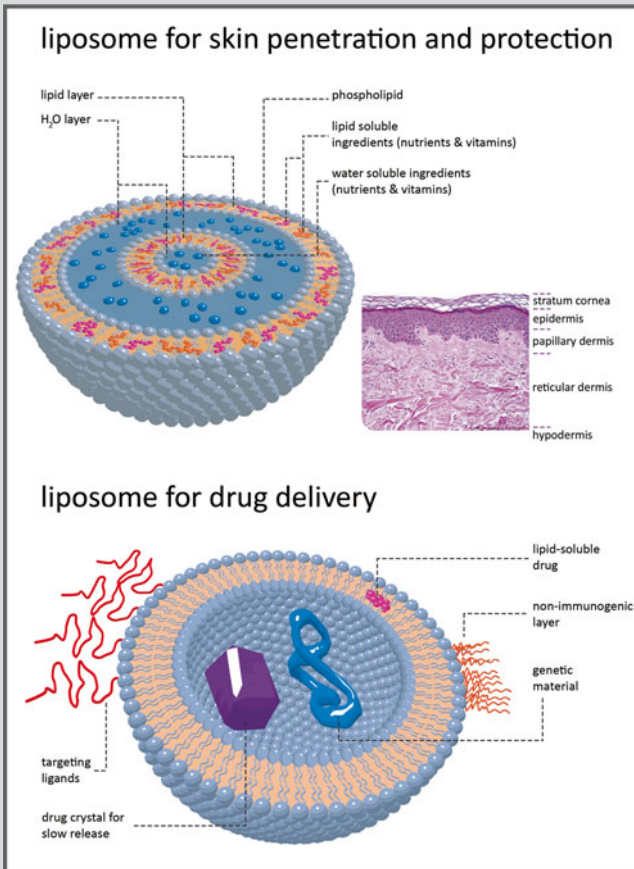 liposome for skin penetration and protection
lipid layer
H₂O layer
phospholipid
lipid soluble
ingredients (nutrients & vitamins)
water soluble ingredients
(nutrients & vitamins)
stratum cornea
epidermis
papillary dermis
reticular dermis
hypodermis
liposome for drug delivery
lipid-soluble
drug
non-immunogenic
layer
genetic
material
targeting
ligands
drug crystal for
slow release